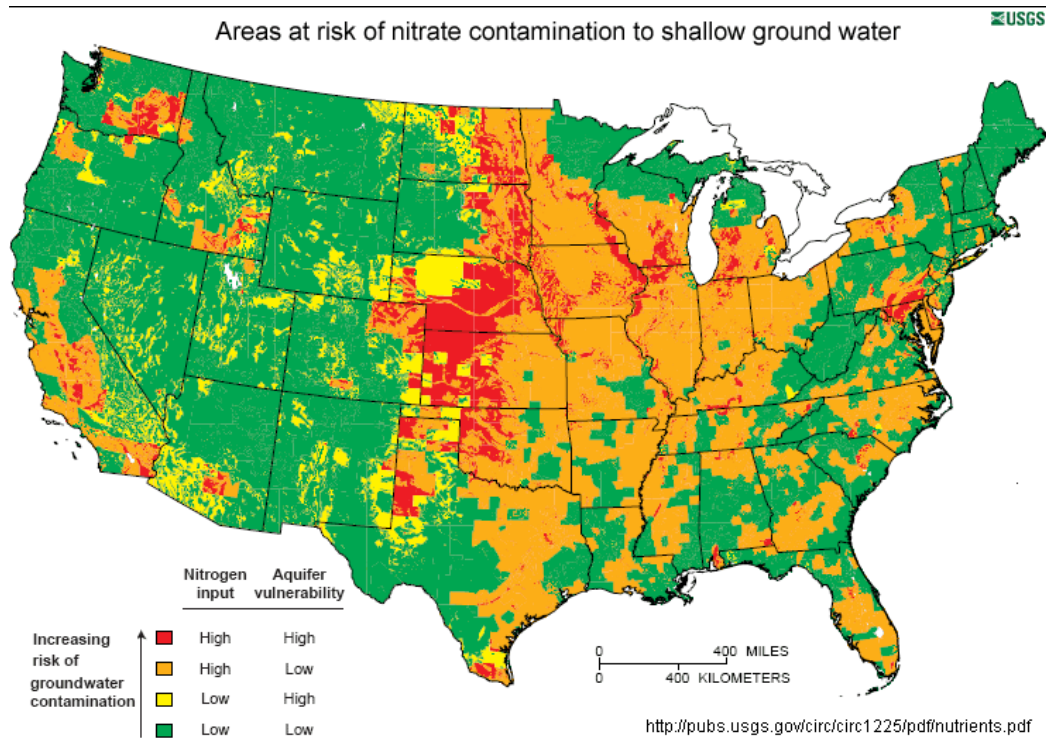 USGS
Areas at risk of nitrate contamination to shallow ground water
Nitrogen input
Aquifer vulnerability
Increasing risk of groundwater contamination
High High
High Low
Low High
Low Low
0 400 MILES
0 400 KILOMETERS
http://pubs.usgs.gov/circ/circ1225/pdf/nutrients.pdf